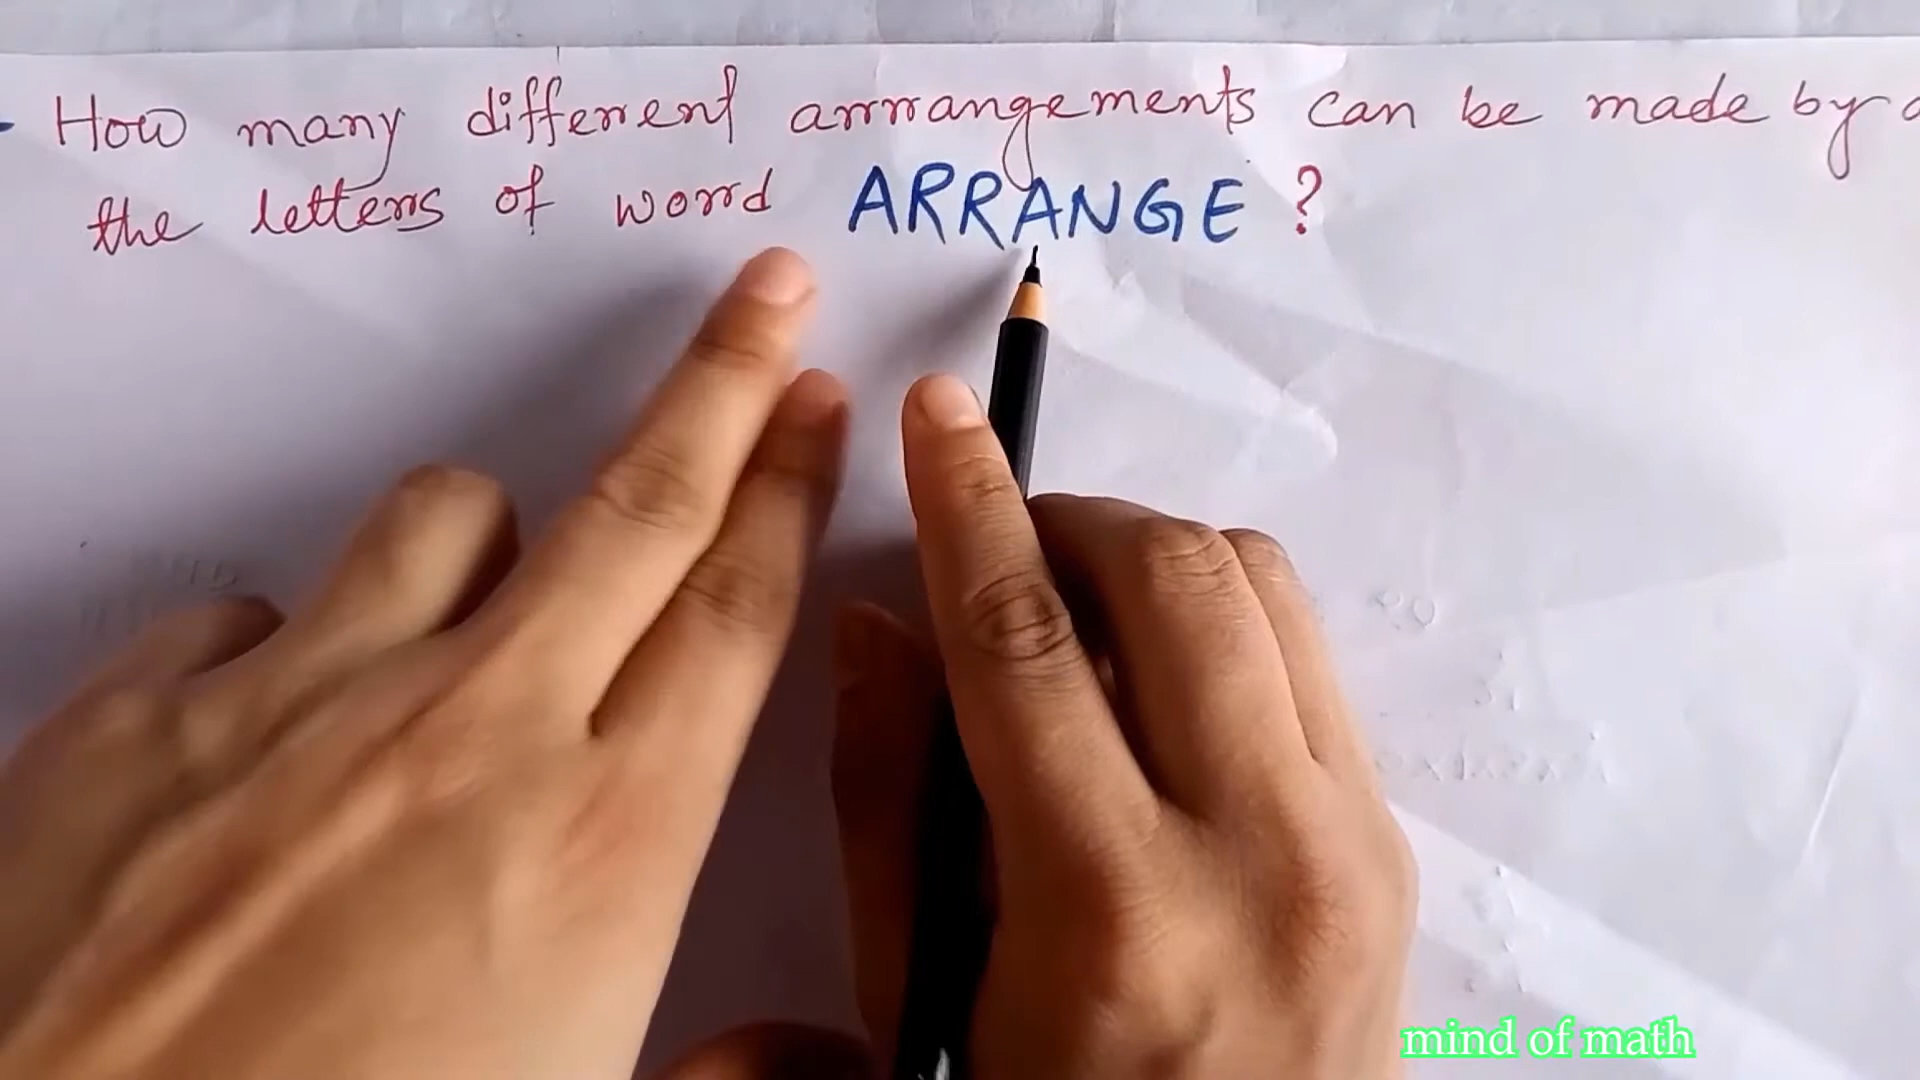 How many different arrangements can be made by
the letters of word ARRANGE ?
mind of math